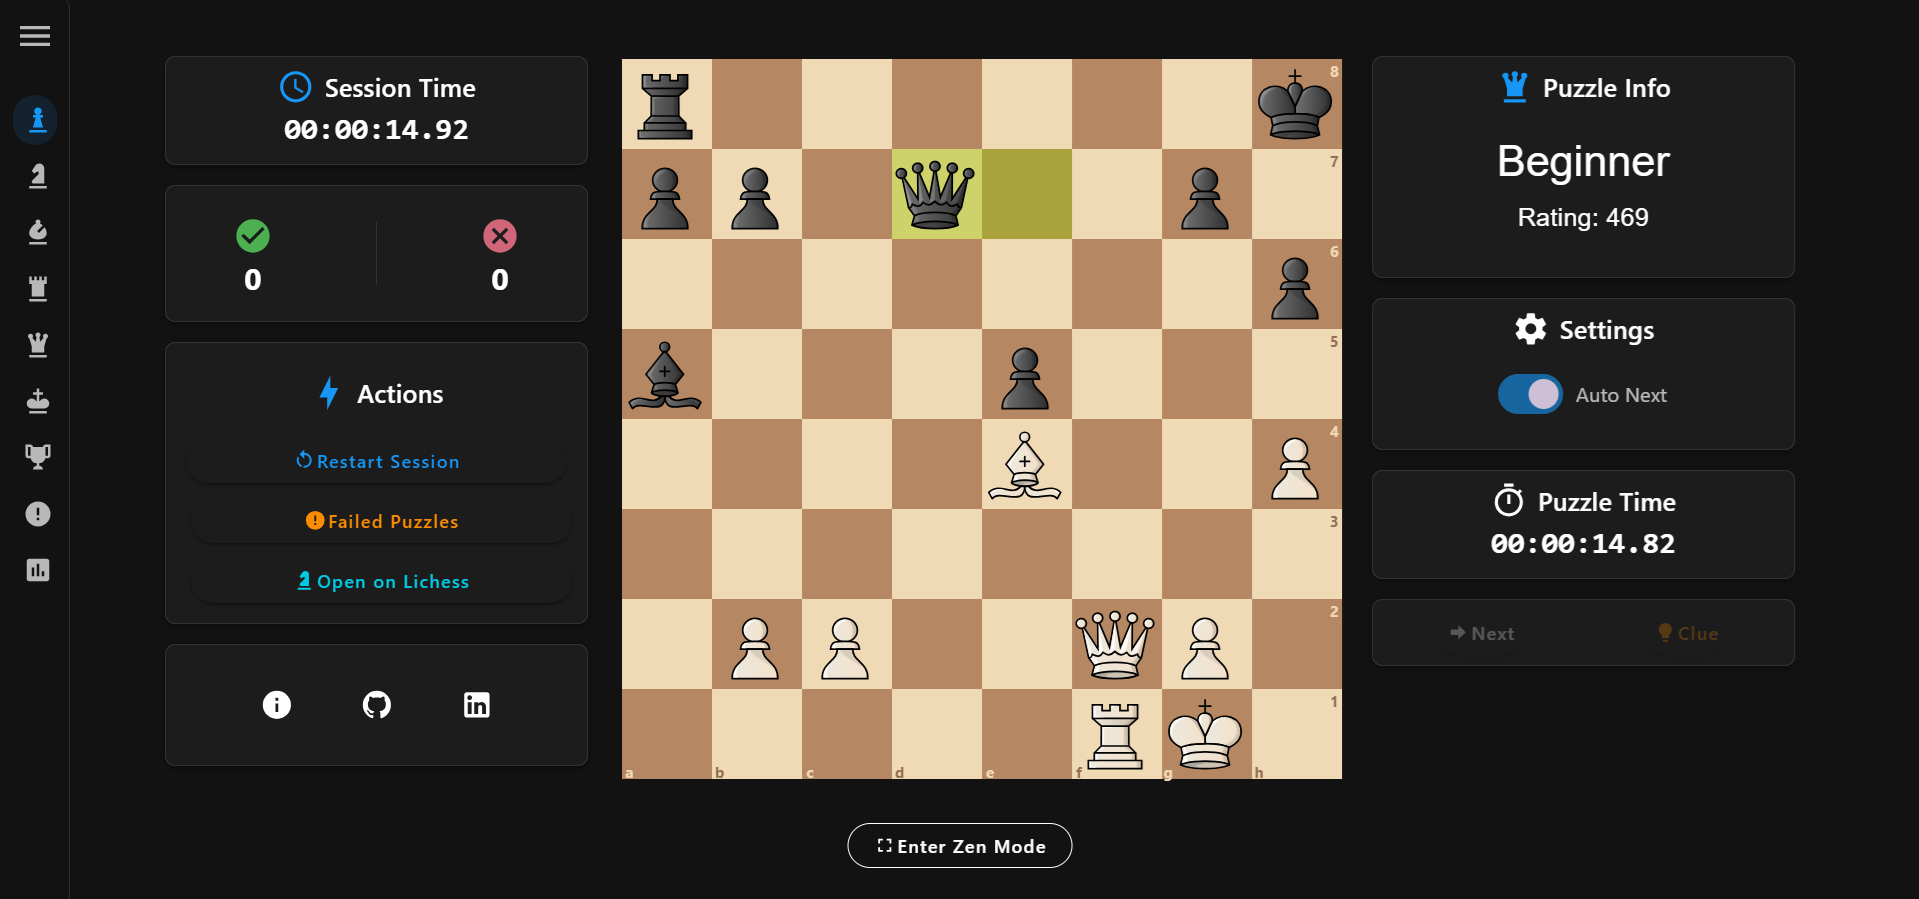 Session Time
00:00:14.92
0
0
Actions
Restart Session
Failed Puzzles
Open on Lichess
8
7
6
5
4
3
2
1
a
b
c
d
e
f
g
h
Enter Zen Mode
Puzzle Info
Beginner
Rating: 469
Settings
Auto Next
Puzzle Time
00:00:14.82
Next
Clue